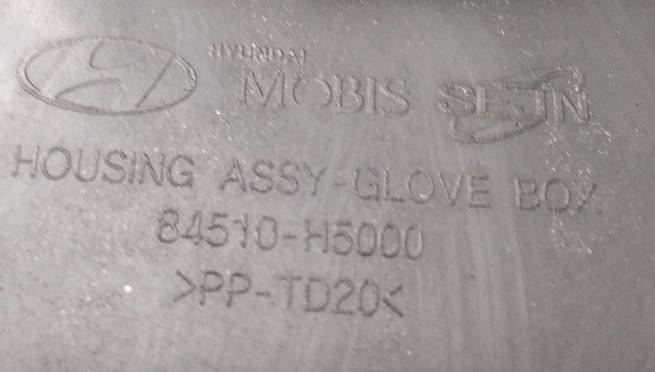 HYUNDAI
MOBIS SEJIN
HOUSING ASSY-GLOVE BOX
84510-H5000
>PP-TD20<